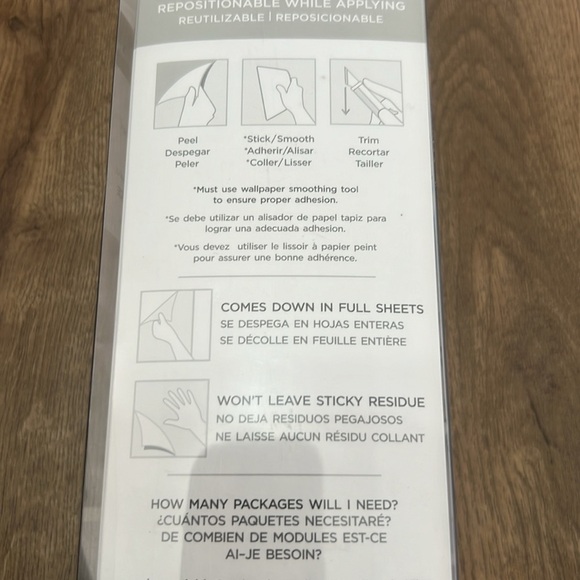 REPOSITIONABLE WHILE APPLYING
REUTILIZABLE | REPOSICIONABLE
Peel
Despegar
Peler
*Stick/Smooth
*Adherir/Alisar
*Coller/Lisser
Trim
Recortar
Tailler
*Must use wallpaper smoothing tool
to ensure proper adhesion.
*Se debe utilizar un alisador de papel tapiz para
lograr una adecuada adhesion.
*Vous devez utiliser le lissoir à papier peint
pour assurer une bonne adhérence.
COMES DOWN IN FULL SHEETS
SE DESPEGA EN HOJAS ENTERAS
SE DÉCOLLE EN FEUILLE ENTIÈRE
WON'T LEAVE STICKY RESIDUE
NO DEJA RESIDUOS PEGAJOSOS
NE LAISSE AUCUN RÉSIDU COLLANT
HOW MANY PACKAGES WILL I NEED?
¿CUÁNTOS PAQUETES NECESITARÉ?
DE COMBIEN DE MODULES EST-CE
AI-JE BESOIN?